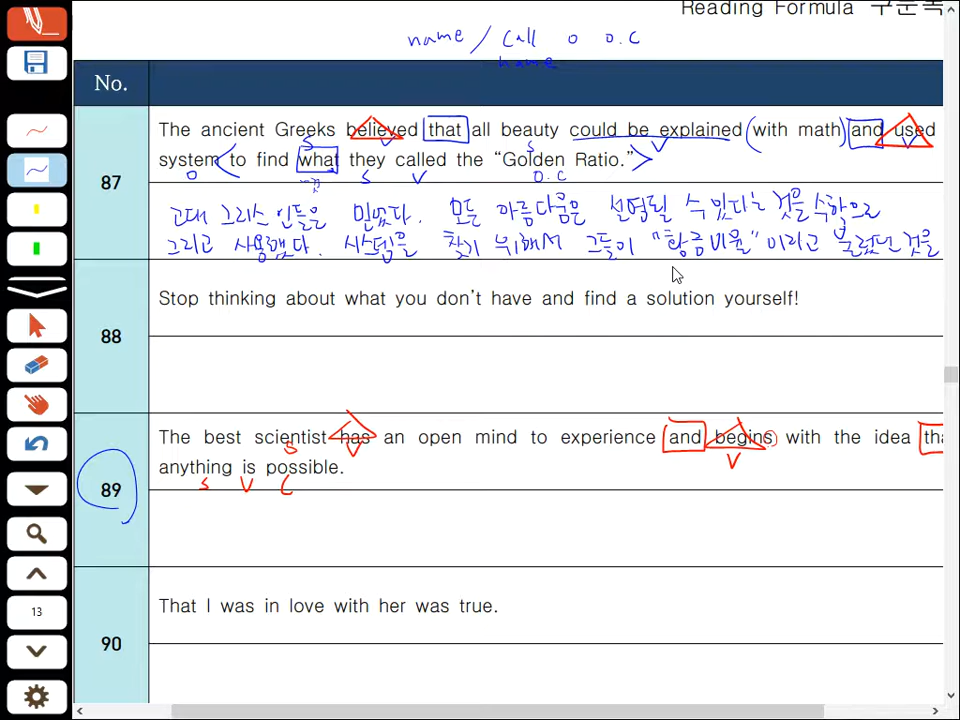 Reading Formula 구문독
name / Call O O.C
name
No.
The ancient Greeks believed that all beauty could be explained (with math) and used
S V S V V
system to find what they called the "Golden Ratio."
O S V O.C
87
고대 그리스 인들은 믿었다. 모든 아름다움은 설명될 수 있다는 것을 수학으로
그리고 사용했다. 시스템을 찾기 위해서 그들이 "황금비율" 이라고 불렀던 것을
Stop thinking about what you don't have and find a solution yourself!
88
The best scientist has an open mind to experience and begins with the idea tha
S V V
anything is possible.
S V C
89
That I was in love with her was true.
90
13